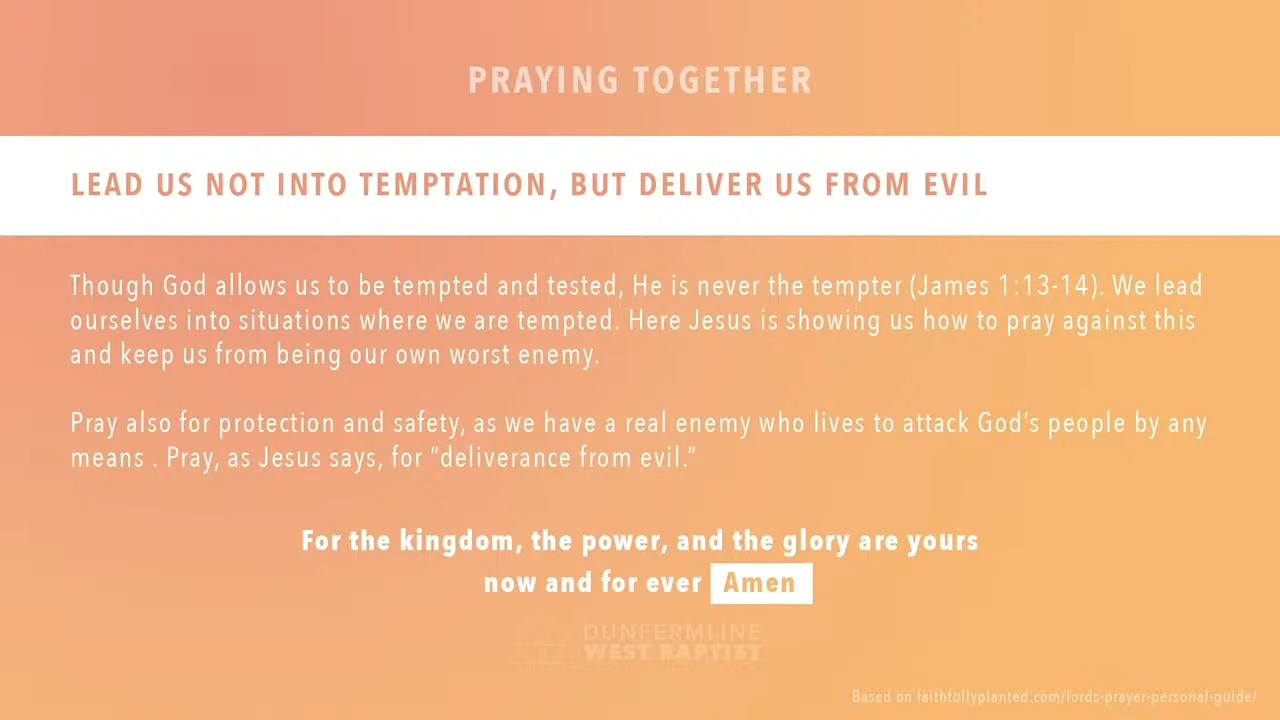 PRAYING TOGETHER
LEAD US NOT INTO TEMPTATION, BUT DELIVER US FROM EVIL
Though God allows us to be tempted and tested, He is never the tempter (James 1:13-14). We lead
ourselves into situations where we are tempted. Here Jesus is showing us how to pray against this
and keep us from being our own worst enemy.
Pray also for protection and safety, as we have a real enemy who lives to attack God's people by any
means . Pray, as Jesus says, for “deliverance from evil.”
For the kingdom, the power, and the glory are yours
now and for ever Amen
DUNFERMLINE
WEST BAPTIST
Based on faithfullyplanted.com/lords-prayer-personal-guide/